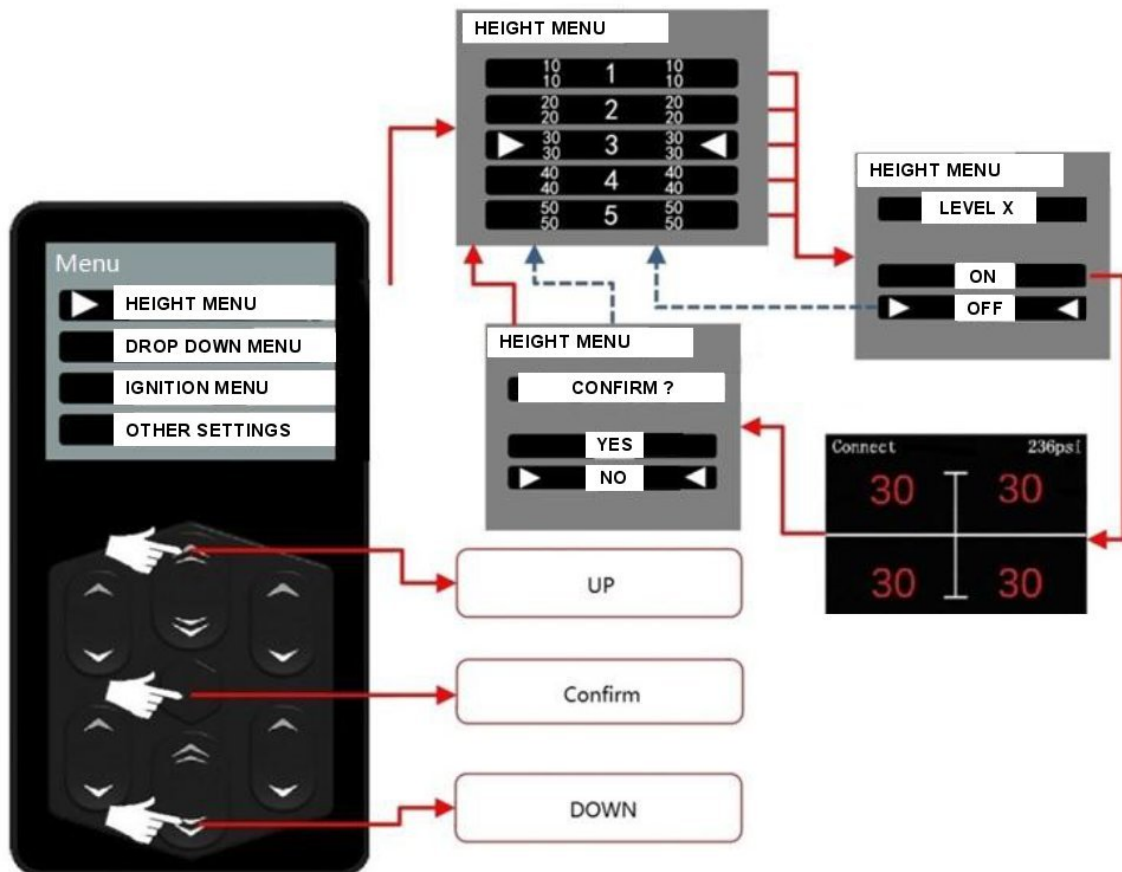 HEIGHT MENU
10 1 10
10 10
20 2 20
20 20
30 3 30
30 30
40 4 40
40 40
50 5 50
50 50
HEIGHT MENU
LEVEL X
ON
OFF
Menu
HEIGHT MENU
DROP DOWN MENU
IGNITION MENU
OTHER SETTINGS
HEIGHT MENU
CONFIRM ?
YES
NO
Connect 236psi
30 30
30 30
UP
Confirm
DOWN